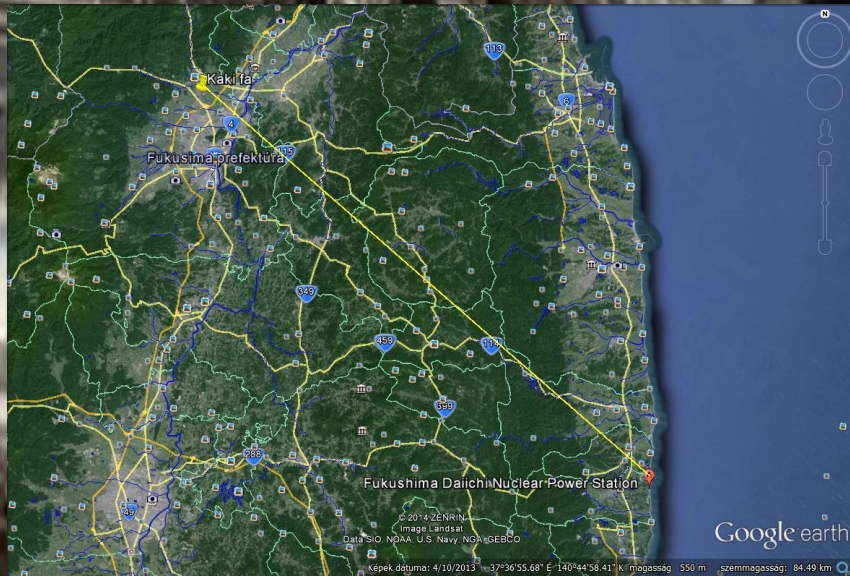 N
113
6
Kaki fa
4
115
Fukusima prefektúra
349
459
114
399
288
Fukushima Daiichi Nuclear Power Station
49
© 2014 ZENRIN
Image Landsat
Data SIO, NOAA, U.S. Navy, NGA, GEBCO
Google earth
Képek dátuma: 4/10/2013 37°36'55.68" É 140°44'58.41" K magasság 550 m szemmagasság: 84.49 km